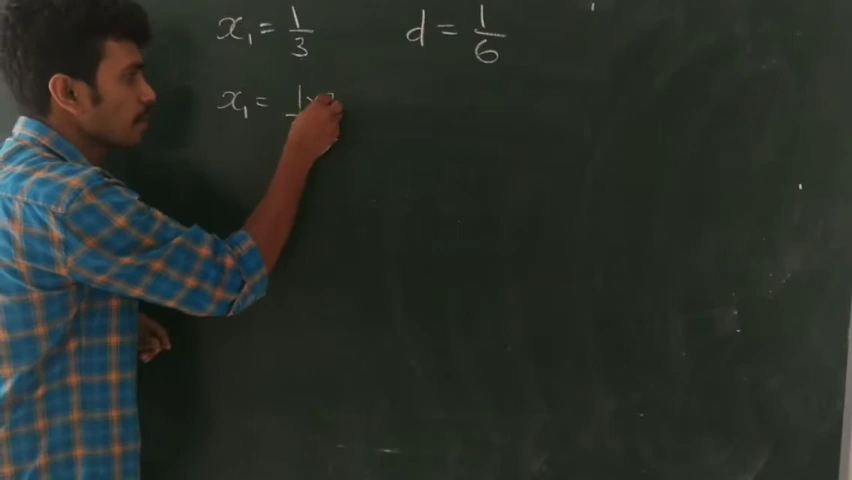 x₁ = 1/3 d = 1/6
x₁ = 1×